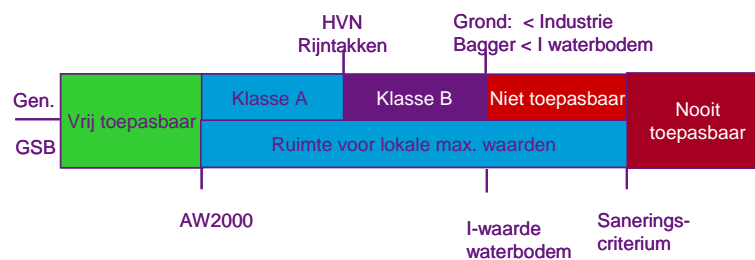 HVN
Rijntakken
Grond:  < Industrie
Bagger < I waterbodem
Gen.
GSB
Vrij toepasbaar
Klasse A
Klasse B
Niet toepasbaar
Nooit
toepasbaar
Ruimte voor lokale max. waarden
AW2000
I-waarde
waterbodem
Sanerings-
criterium